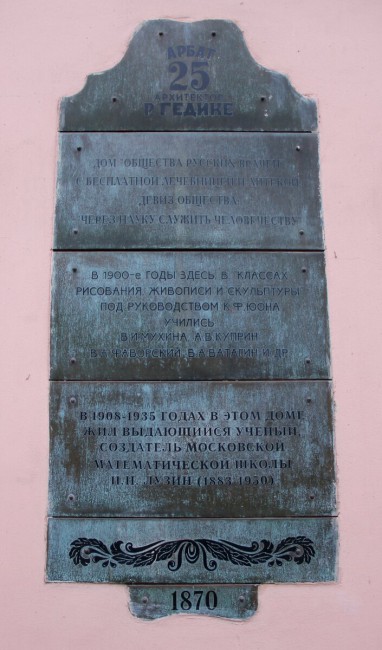 АРБАТ
25
АРХИТЕКТОР
Р. ГЕДИКЕ
ДОМ "ОБЩЕСТВА РУССКИХ ВРАЧЕЙ"
С БЕСПЛАТНОЙ ЛЕЧЕБНИЦЕЙ И АПТЕКОЙ
ДЕВИЗ ОБЩЕСТВА
"ЧЕРЕЗ НАУКУ СЛУЖИТЬ ЧЕЛОВЕЧЕСТВУ"
В 1900-е ГОДЫ ЗДЕСЬ В КЛАССАХ
РИСОВАНИЯ, ЖИВОПИСИ И СКУЛЬПТУРЫ
ПОД РУКОВОДСТВОМ К.Ф.ЮОНА
УЧИЛИСЬ
В.И.МУХИНА, А.В.КУПРИН,
В.А.ФАВОРСКИЙ, В.А.ВАТАГИН И ДР.
В 1908-1935 ГОДАХ В ЭТОМ ДОМЕ
ЖИЛ ВЫДАЮЩИЙСЯ УЧЕНЫЙ,
СОЗДАТЕЛЬ МОСКОВСКОЙ
МАТЕМАТИЧЕСКОЙ ШКОЛЫ
Н.Н. ЛУЗИН (1883-1950)
1870